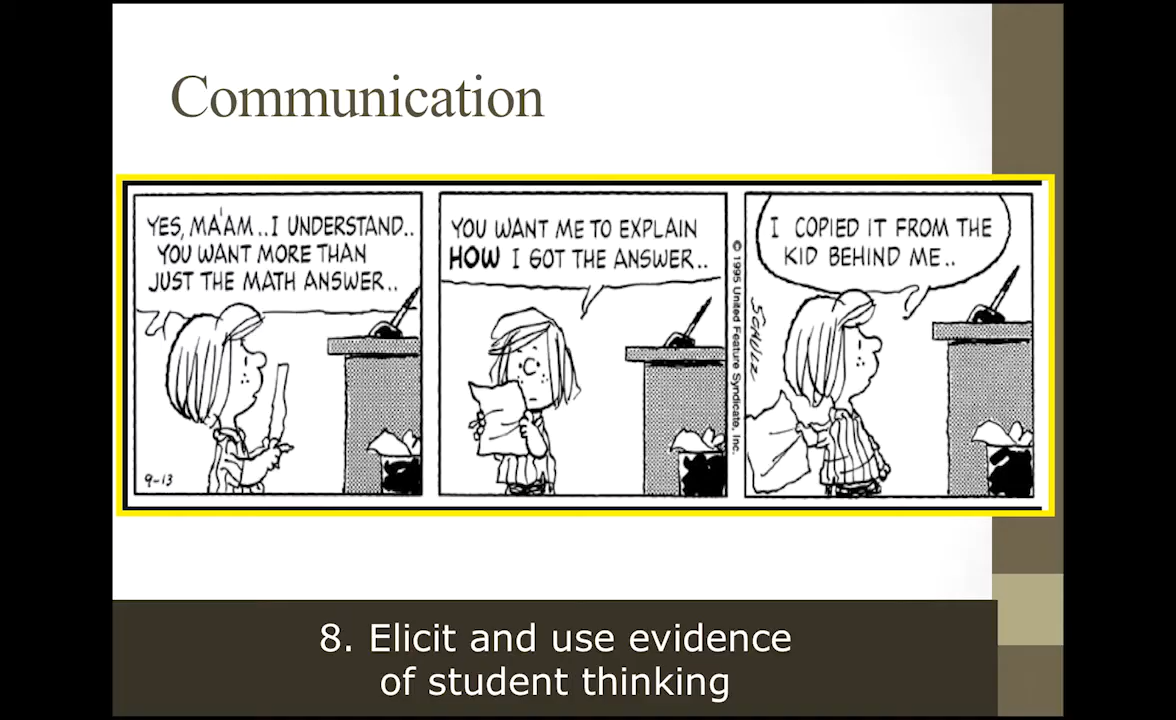 Communication
YES, MA'AM..I UNDERSTAND..
YOU WANT MORE THAN
JUST THE MATH ANSWER..
9-13
YOU WANT ME TO EXPLAIN
HOW I GOT THE ANSWER..
© 1995 United Feature Syndicate, Inc.
I COPIED IT FROM THE
KID BEHIND ME..
SCHULZ
8. Elicit and use evidence
of student thinking